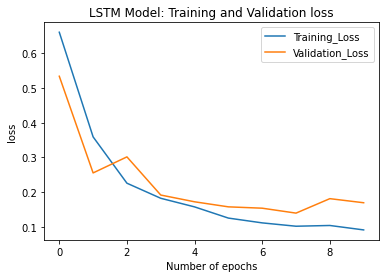 LSTM Model: Training and Validation loss
Training_Loss
Validation_Loss
loss
0.6
0.5
0.4
0.3
0.2
0.1
0 2 4 6 8
Number of epochs